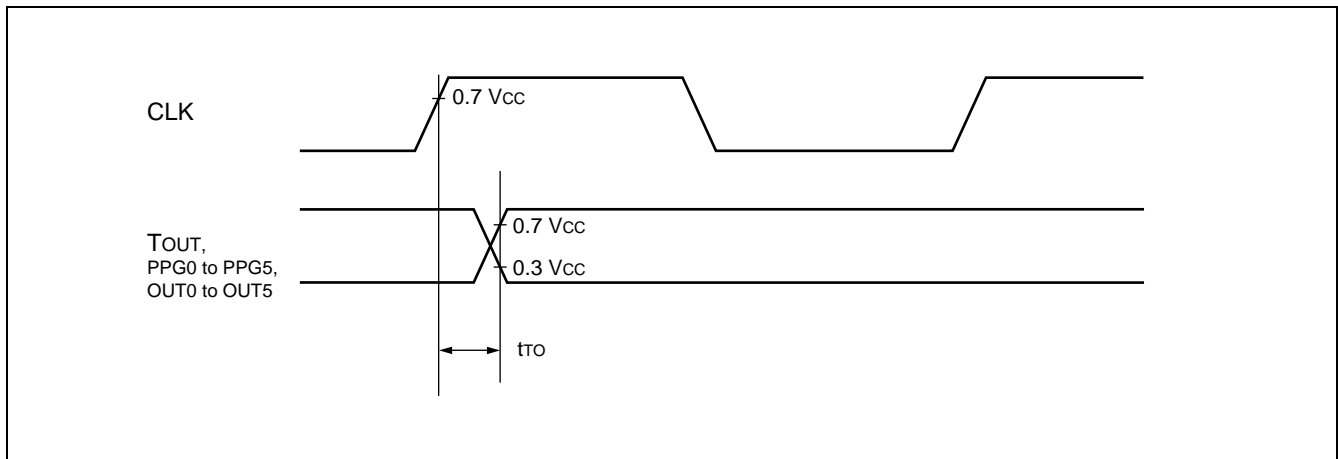 CLK
0.7 VCC
TOUT,
PPG0 to PPG5,
OUT0 to OUT5
0.7 VCC
0.3 VCC
tTO